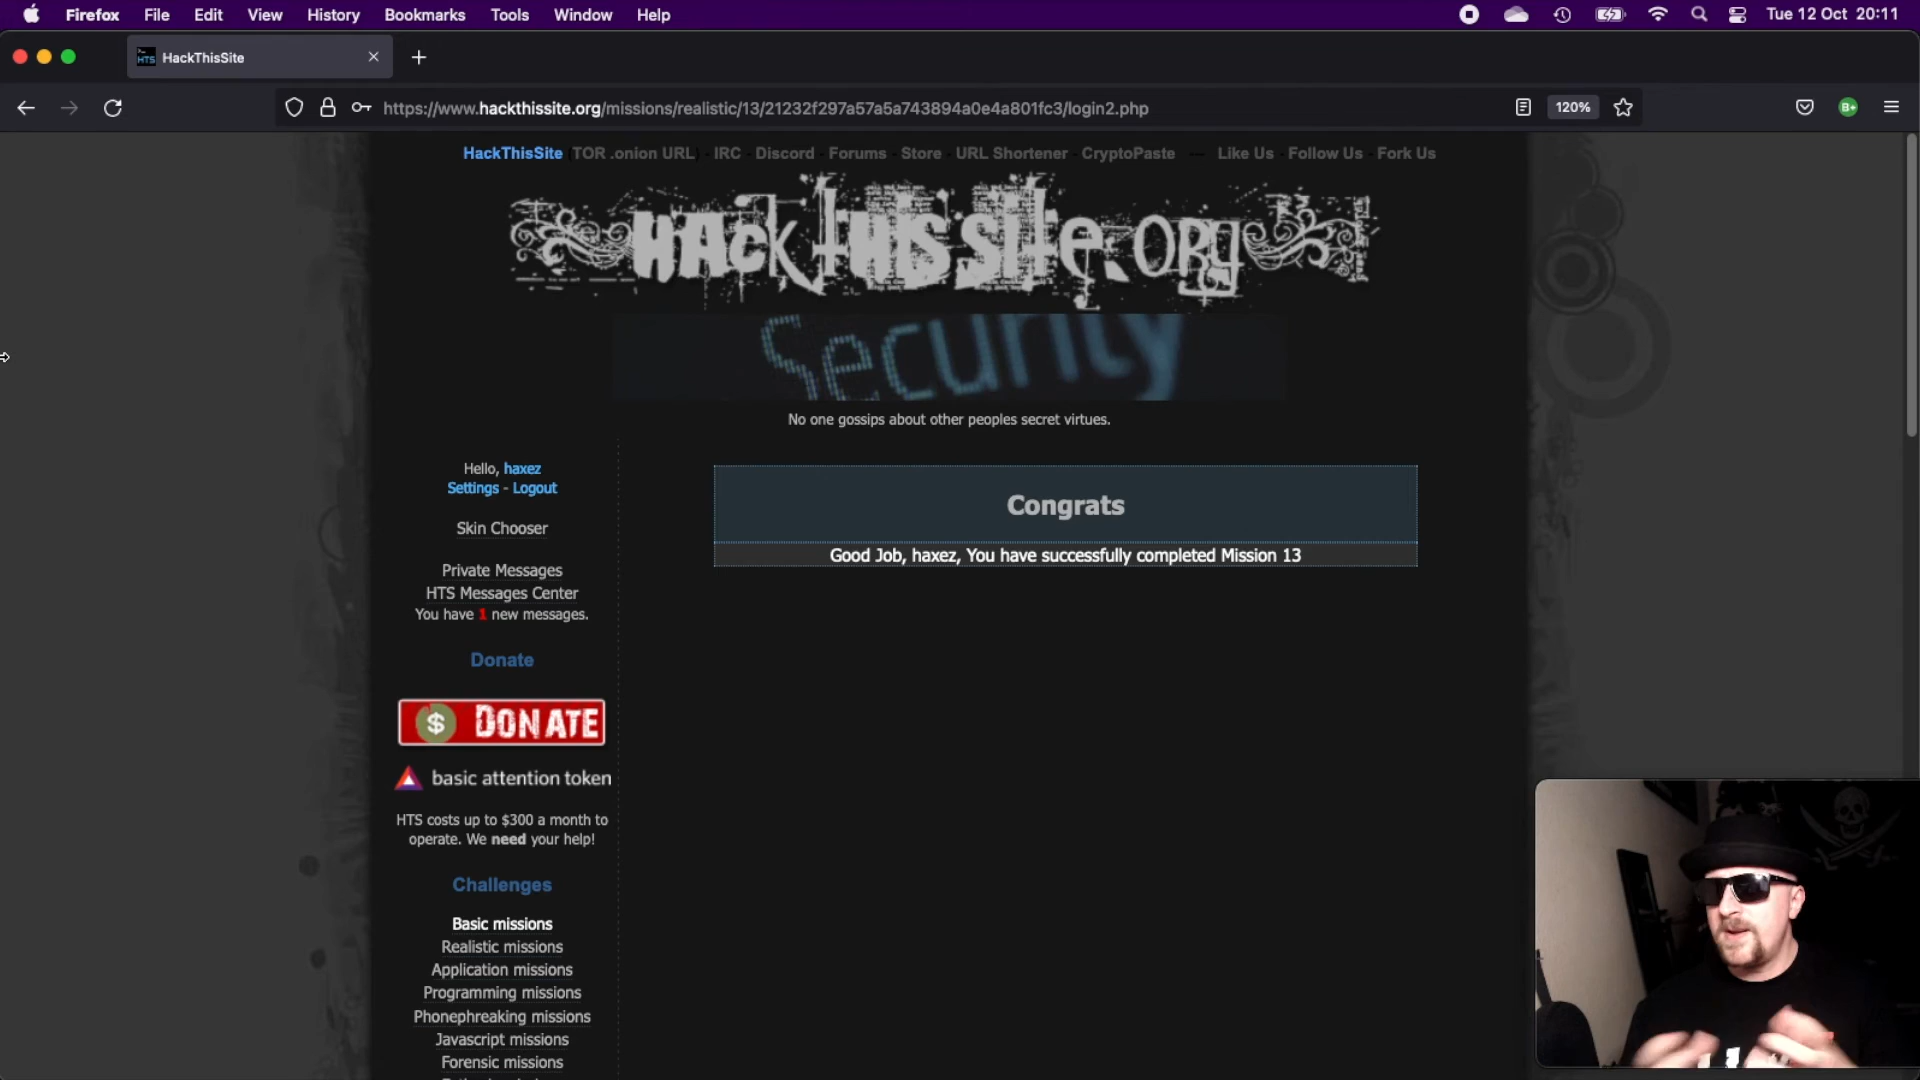 Firefox File Edit View History Bookmarks Tools Window Help Tue 12 Oct 20:11
HTS HackThisSite
https://www.hackthissite.org/missions/realistic/13/21232f297a57a5a743894a0e4a801fc3/login2.php 120% B+
HackThisSite (TOR .onion URL) - IRC - Discord - Forums - Store - URL Shortener - CryptoPaste — Like Us - Follow Us - Fork Us
HACK THIS SITE.ORG
Security
No one gossips about other peoples secret virtues.
Hello, haxez
Settings - Logout
Skin Chooser
Private Messages
HTS Messages Center
You have 1 new messages.
Donate
$ DONATE
basic attention token
HTS costs up to $300 a month to
operate. We need your help!
Challenges
Basic missions
Realistic missions
Application missions
Programming missions
Phonephreaking missions
Javascript missions
Forensic missions
Congrats
Good Job, haxez, You have successfully completed Mission 13